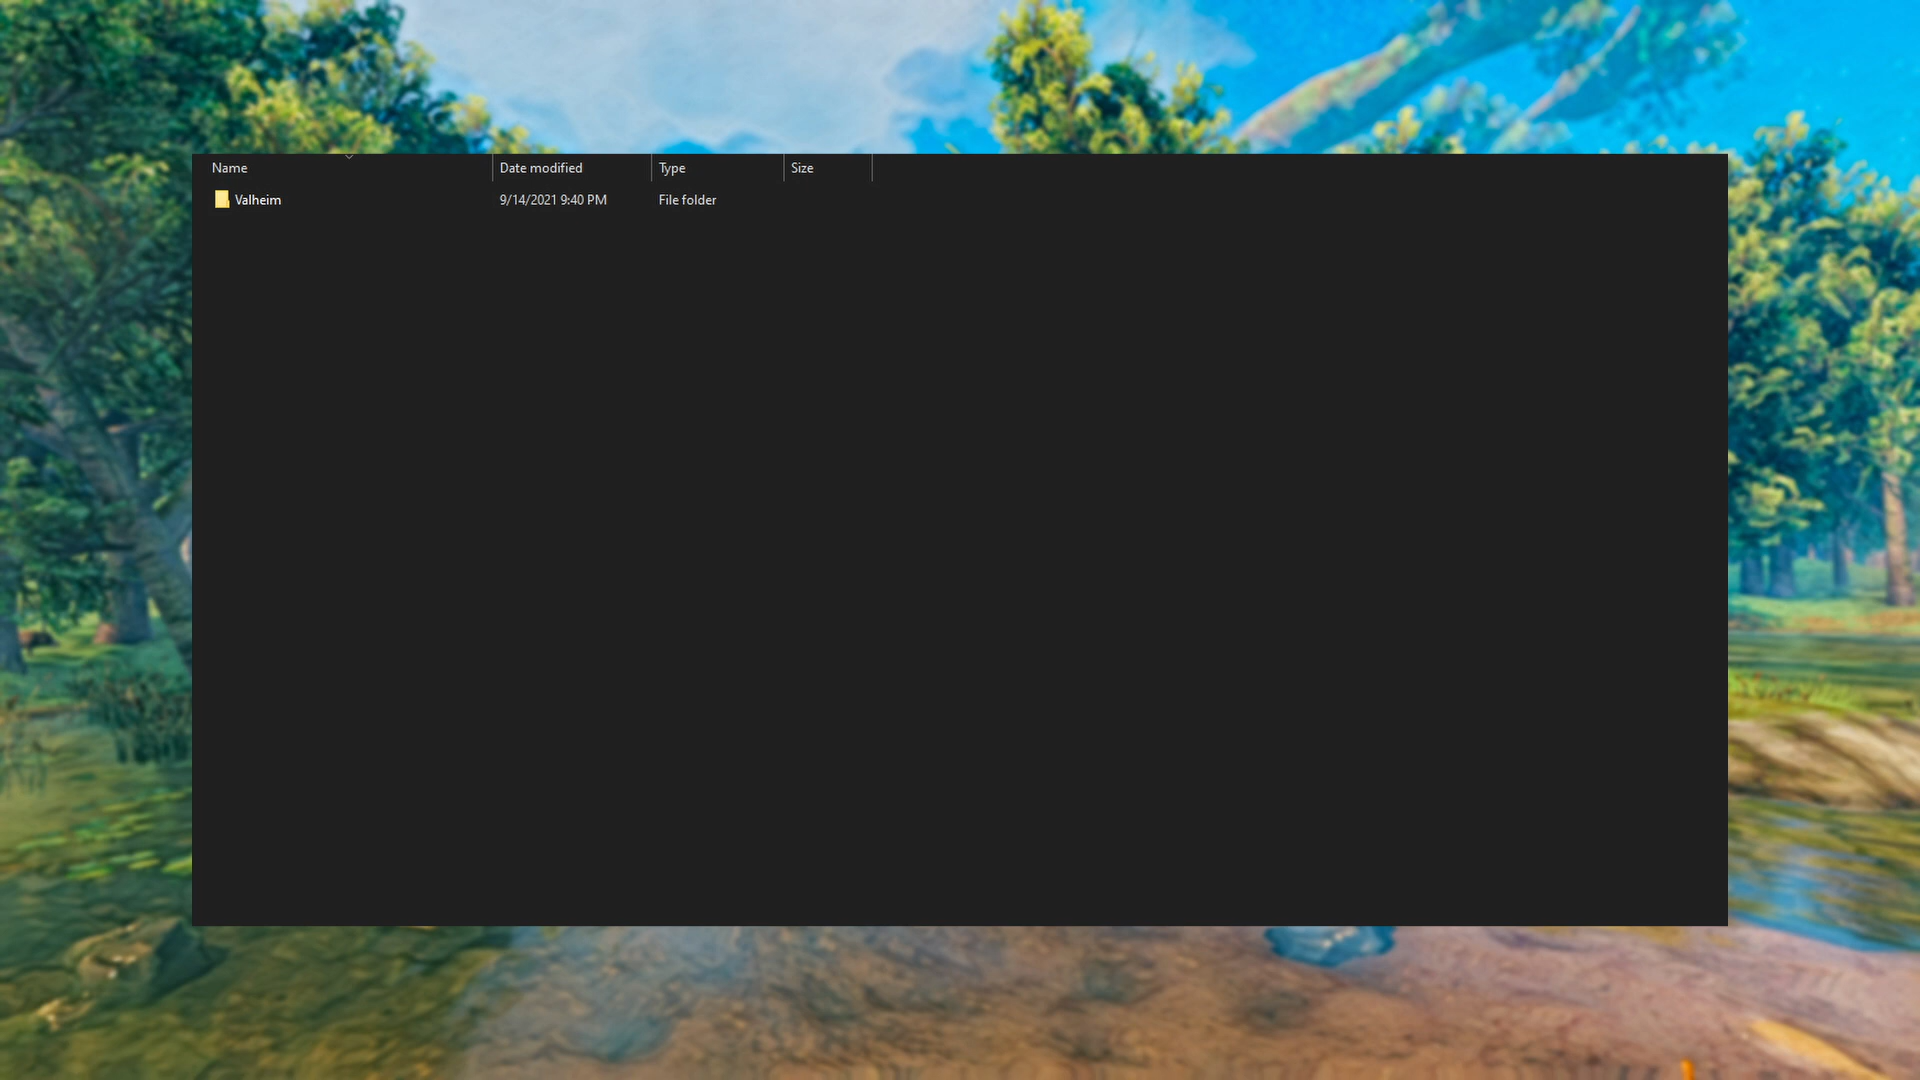 Name Date modified Type Size
Valheim 9/14/2021 9:40 PM File folder